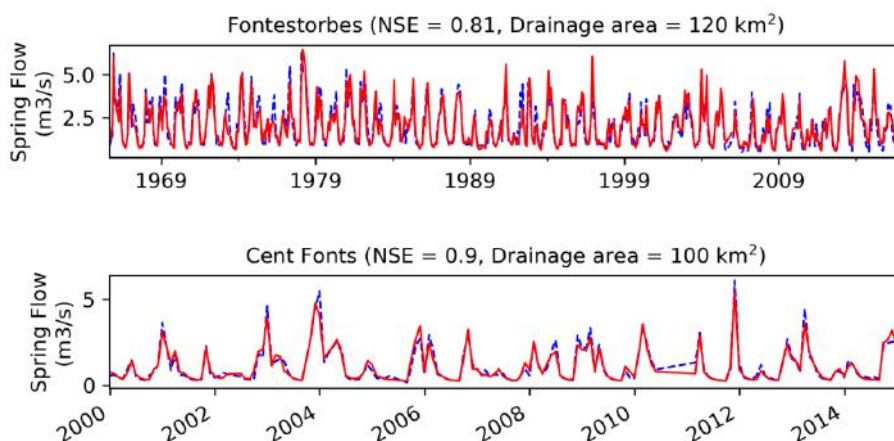 Fontestorbes (NSE = 0.81, Drainage area = 120 km²)
Spring Flow
(m3/s)
5.0
2.5
1969 1979 1989 1999 2009
Cent Fonts (NSE = 0.9, Drainage area = 100 km²)
Spring Flow
(m3/s)
5
0
2000 2002 2004 2006 2008 2010 2012 2014